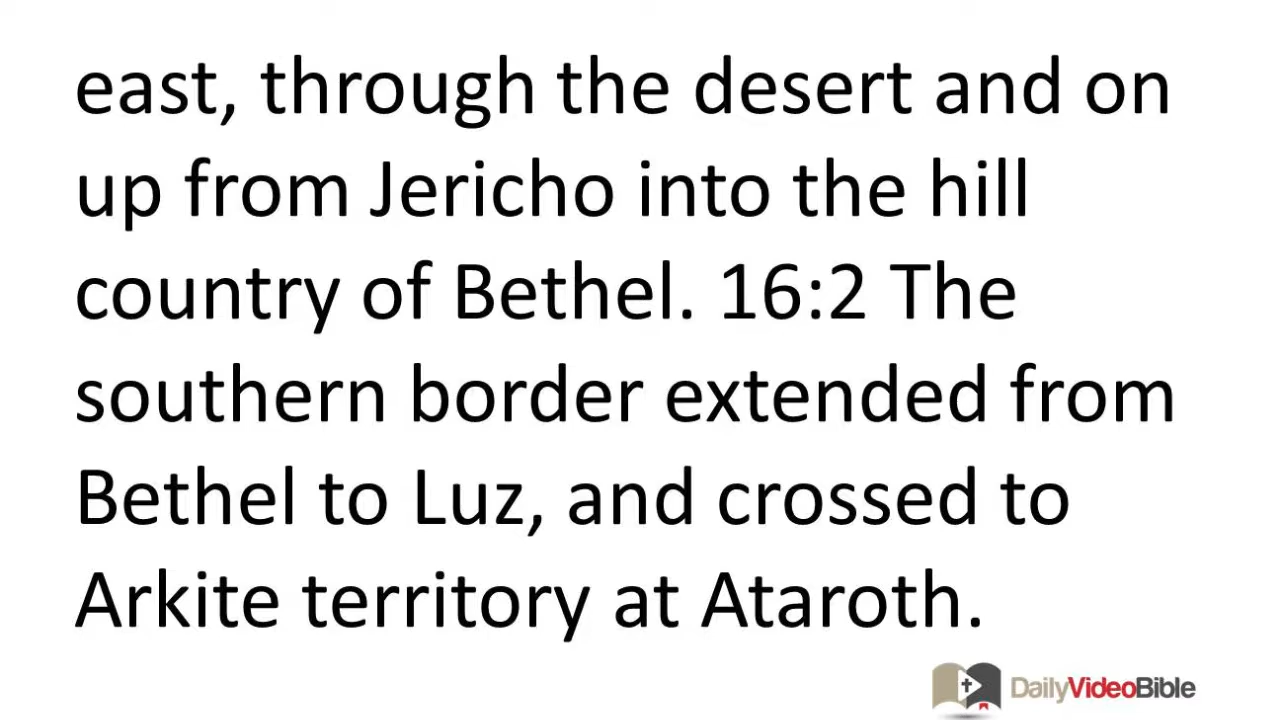 east, through the desert and on
up from Jericho into the hill
country of Bethel. 16:2 The
southern border extended from
Bethel to Luz, and crossed to
Arkite territory at Ataroth.
DailyVideoBible